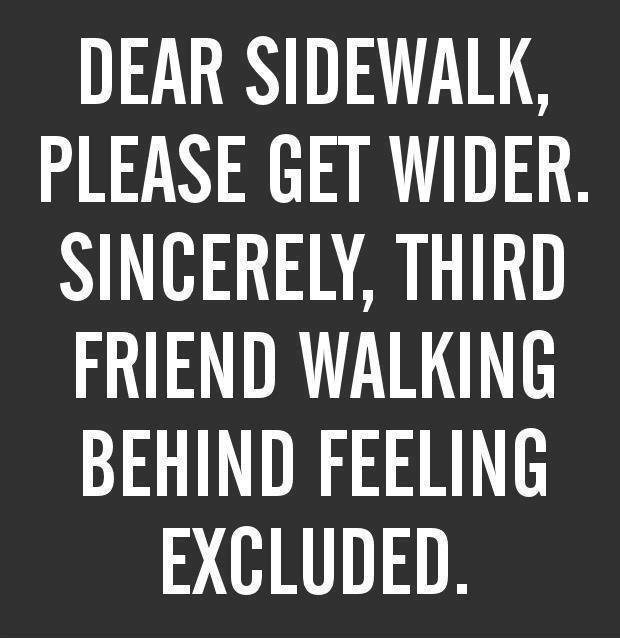 DEAR SIDEWALK,
PLEASE GET WIDER.
SINCERELY, THIRD
FRIEND WALKING
BEHIND FEELING
EXCLUDED.